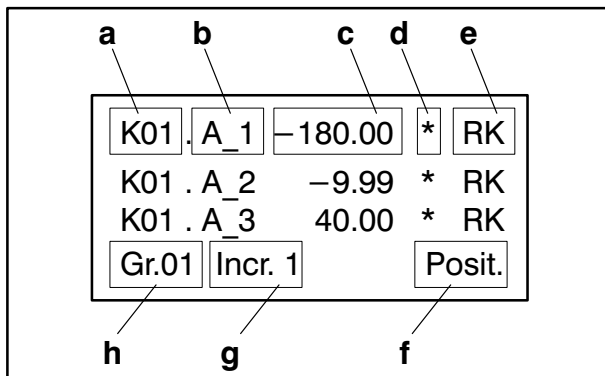 a b c d e
K01 . A_1 −180.00 * RK
K01 . A_2 −9.99 * RK
K01 . A_3 40.00 * RK
Gr.01 Incr. 1 Posit.
h g f